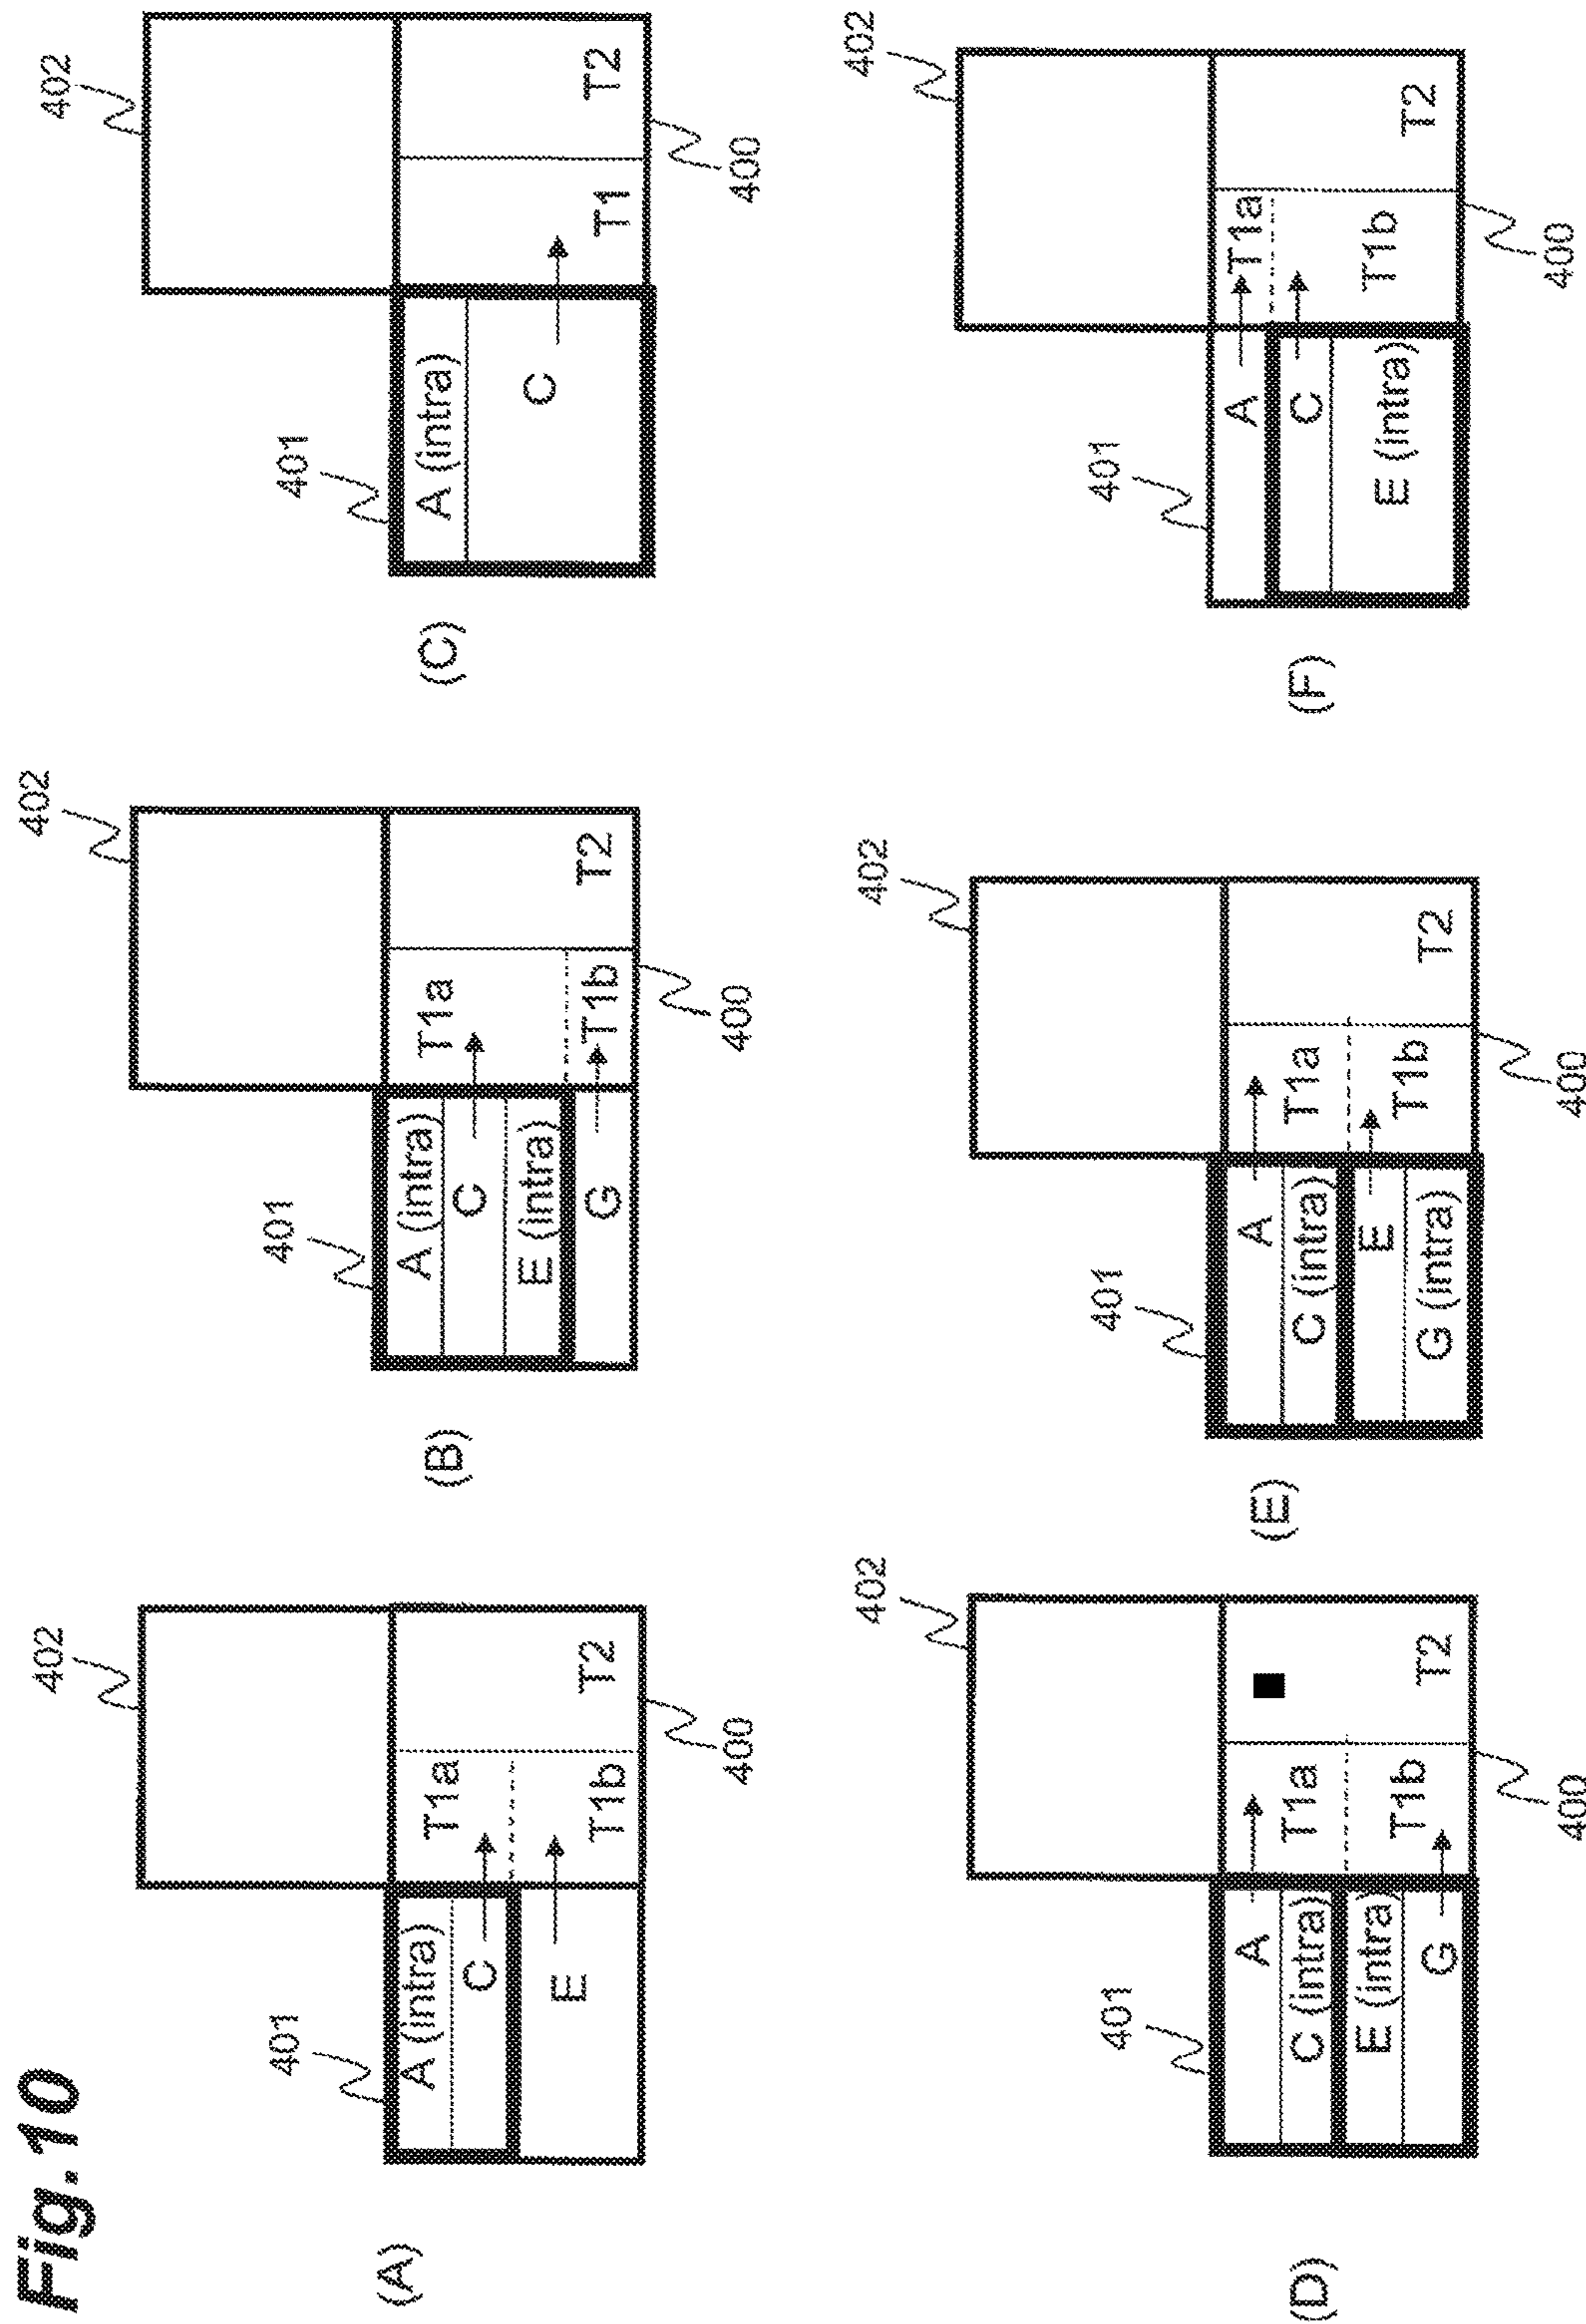 Fig.10
(A)
402
401
A (intra)
C
E
T1a
T1b
T2
400
(B)
402
401
A (intra)
C
E (intra)
G
T1a
T1b
T2
400
(C)
402
401
A (intra)
C
T1
T2
400
(D)
402
401
A
C (intra)
E (intra)
G
T1a
T1b
T2
400
(E)
402
401
A
C (intra)
E
G (intra)
T1a
T1b
T2
400
(F)
402
401
A
C
E (intra)
T1a
T1b
T2
400